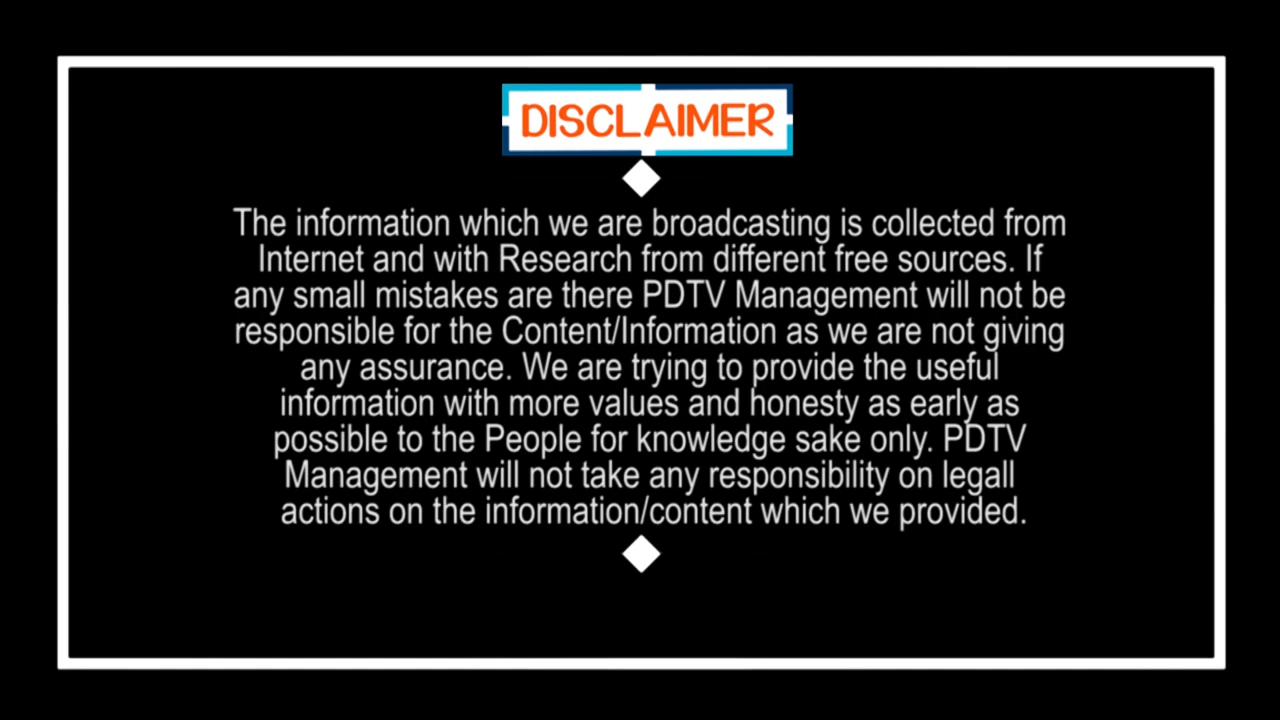 DISCLAIMER
The information which we are broadcasting is collected from
Internet and with Research from different free sources. If
any small mistakes are there PDTV Management will not be
responsible for the Content/Information as we are not giving
any assurance. We are trying to provide the useful
information with more values and honesty as early as
possible to the People for knowledge sake only. PDTV
Management will not take any responsibility on legall
actions on the information/content which we provided.